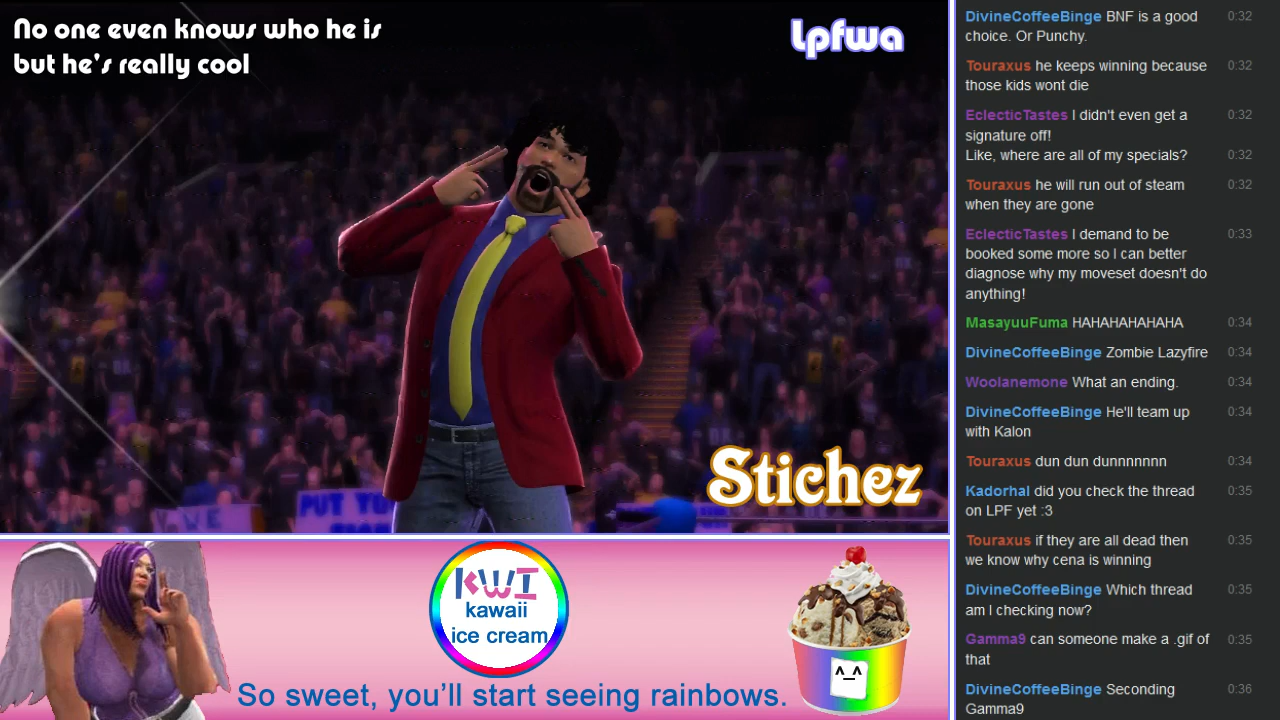 No one even knows who he is
but he's really cool
Lpfwa
Stichez
PUT YO
KWI
kawaii
ice cream
^_^
So sweet, you'll start seeing rainbows.
DivineCoffeeBinge BNF is a good 0:32
choice. Or Punchy.
Touraxus he keeps winning because 0:32
those kids wont die
EclecticTastes I didn't even get a 0:32
signature off!
Like, where are all of my specials? 0:32
Touraxus he will run out of steam 0:32
when they are gone
EclecticTastes I demand to be 0:33
booked some more so I can better
diagnose why my moveset doesn't do
anything!
MasayuuFuma HAHAHAHAHAHA 0:34
DivineCoffeeBinge Zombie Lazyfire 0:34
Woolanemone What an ending. 0:34
DivineCoffeeBinge He'll team up 0:34
with Kalon
Touraxus dun dun dunnnnnnn 0:34
Kadorhal did you check the thread 0:35
on LPF yet :3
Touraxus if they are all dead then 0:35
we know why cena is winning
DivineCoffeeBinge Which thread 0:35
am I checking now?
Gamma9 can someone make a .gif of 0:35
that
DivineCoffeeBinge Seconding 0:36
Gamma9